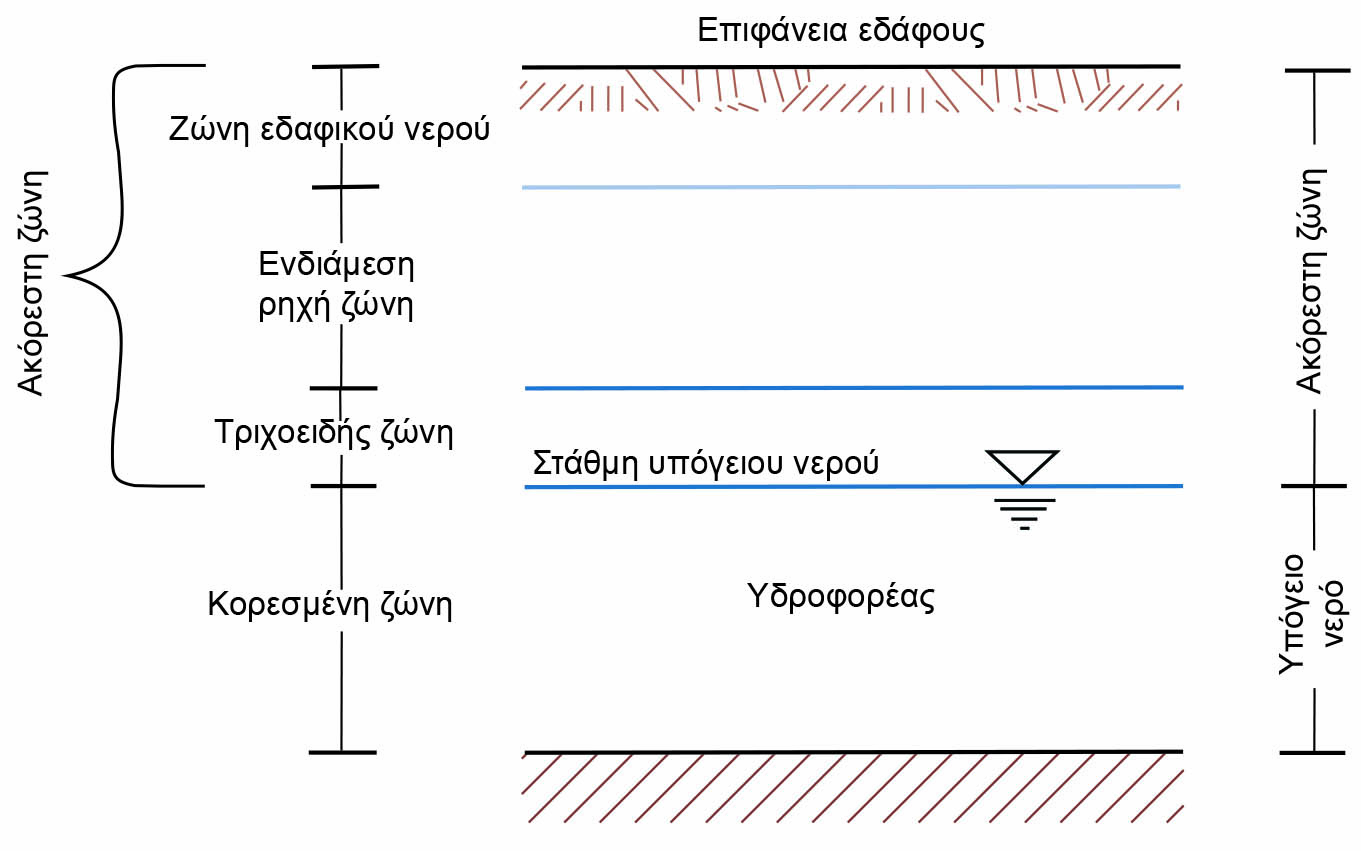 Επιφάνεια εδάφους
Ζώνη εδαφικού νερού
Ακόρεστη ζώνη
Ενδιάμεση
ρηχή ζώνη
Ακόρεστη ζώνη
Τριχοειδής ζώνη
Στάθμη υπόγειου νερού
Κορεσμένη ζώνη
Υδροφορέας
Υπόγειο
νερό